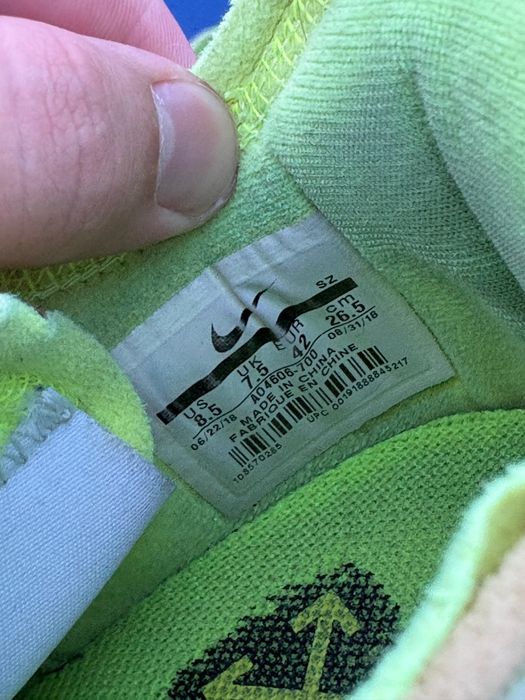 SZ
US UK EUR cm
8.5 7.5 42 26.5
06/22/18 AO4606-700 08/31/18
MADE IN CHINA
FABRIQUE EN CHINE
UPC 00191888845217